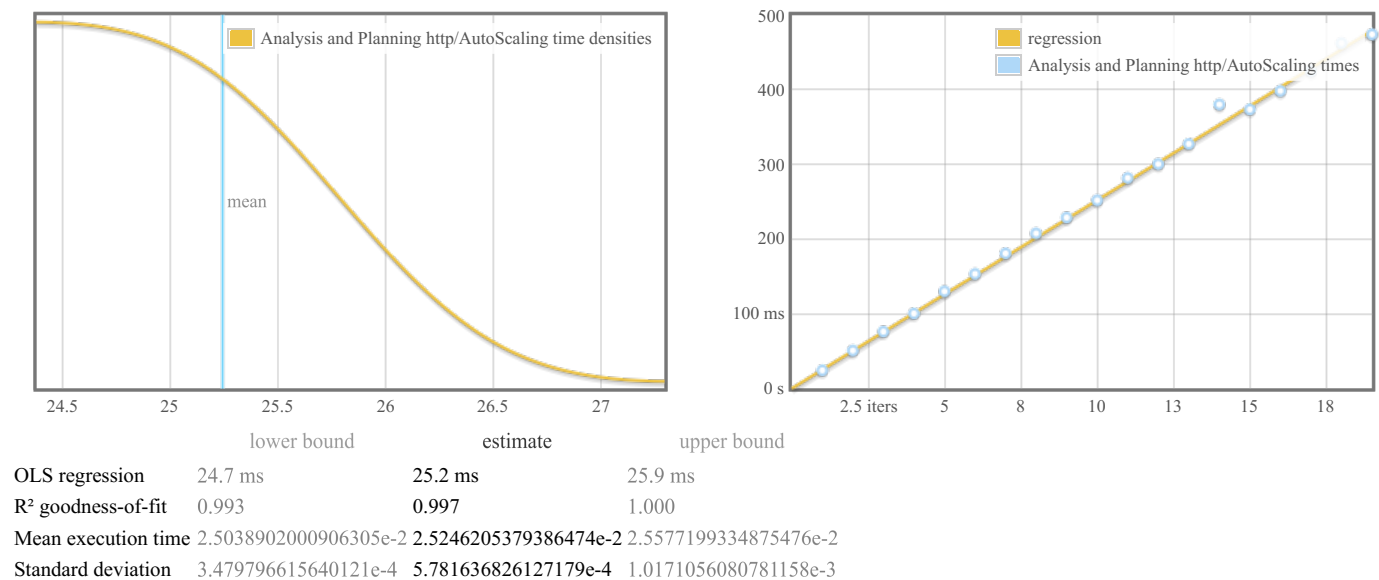 Analysis and Planning http/AutoScaling time densities
mean
24.5 25 25.5 26 26.5 27
500
400
300
200
100 ms
0 s
regression
Analysis and Planning http/AutoScaling times
2.5 iters 5 8 10 13 15 18
lower bound estimate upper bound
OLS regression 24.7 ms 25.2 ms 25.9 ms
R² goodness-of-fit 0.993 0.997 1.000
Mean execution time 2.5038902000906305e-2 2.5246205379386474e-2 2.5577199334875476e-2
Standard deviation 3.479796615640121e-4 5.781636826127179e-4 1.0171056080781158e-3